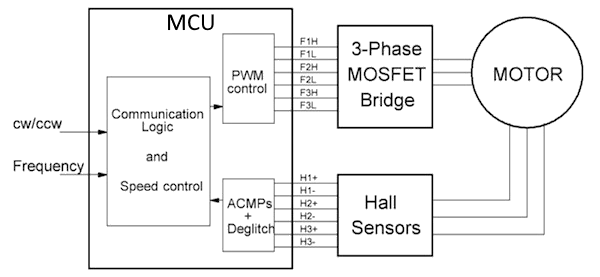 MCU
cw/ccw
Frequency
Communication
Logic
and
Speed control
PWM
control
ACMPs
+
Deglitch
F1H
F1L
F2H
F2L
F3H
F3L
H1+
H1-
H2+
H2-
H3+
H3-
3-Phase
MOSFET
Bridge
Hall
Sensors
MOTOR